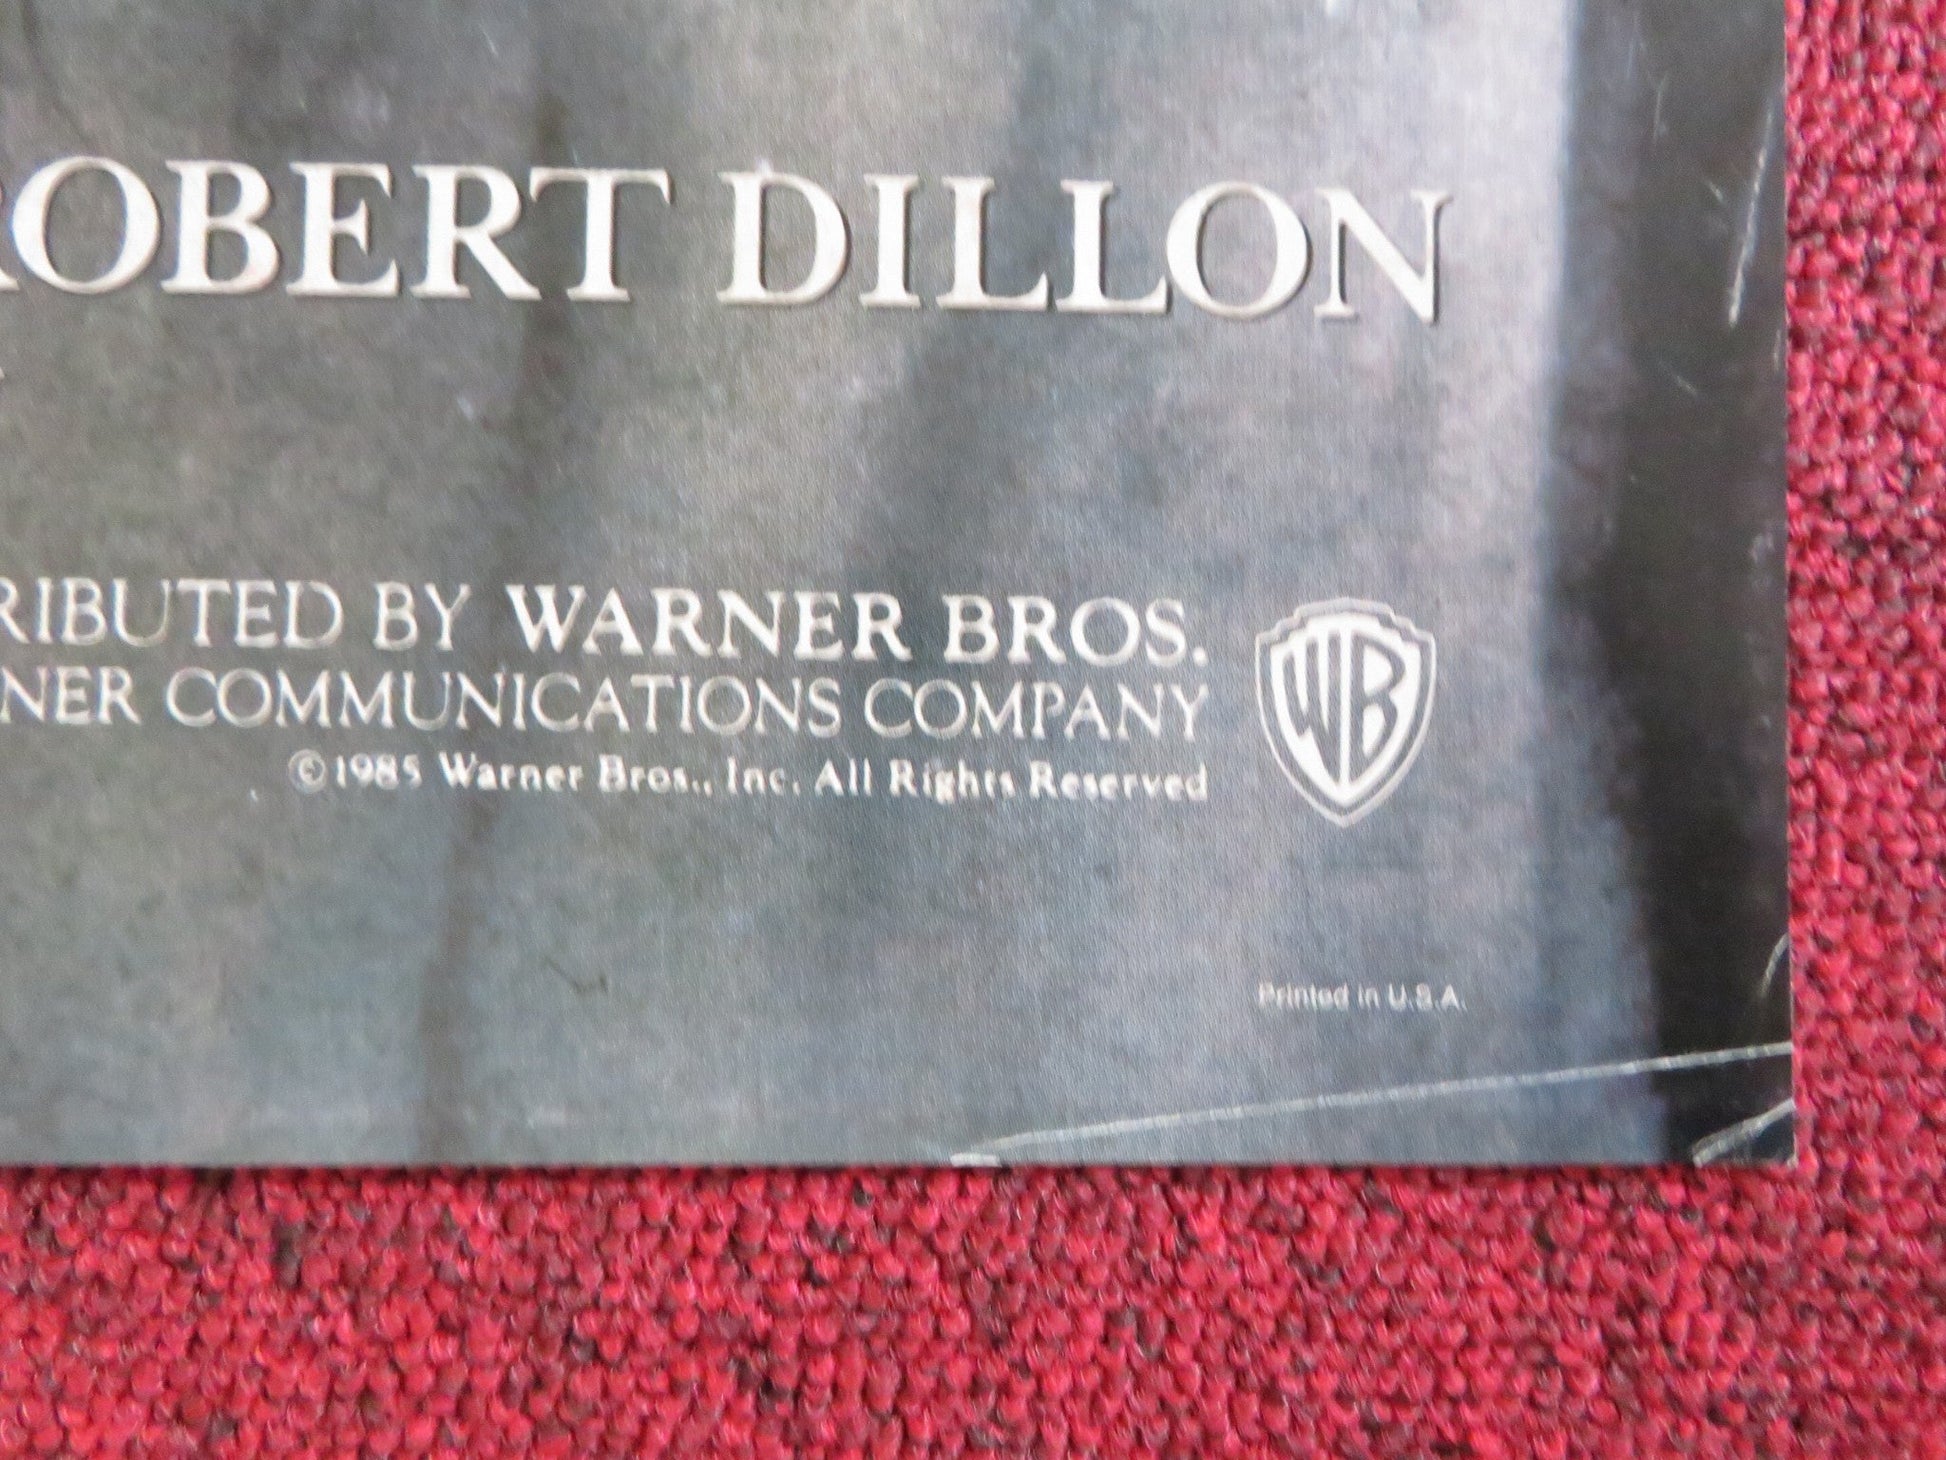 ROBERT DILLON
RIBUTED BY WARNER BROS.
NER COMMUNICATIONS COMPANY
©1985 Warner Bros., Inc. All Rights Reserved
WB
Printed in U.S.A.